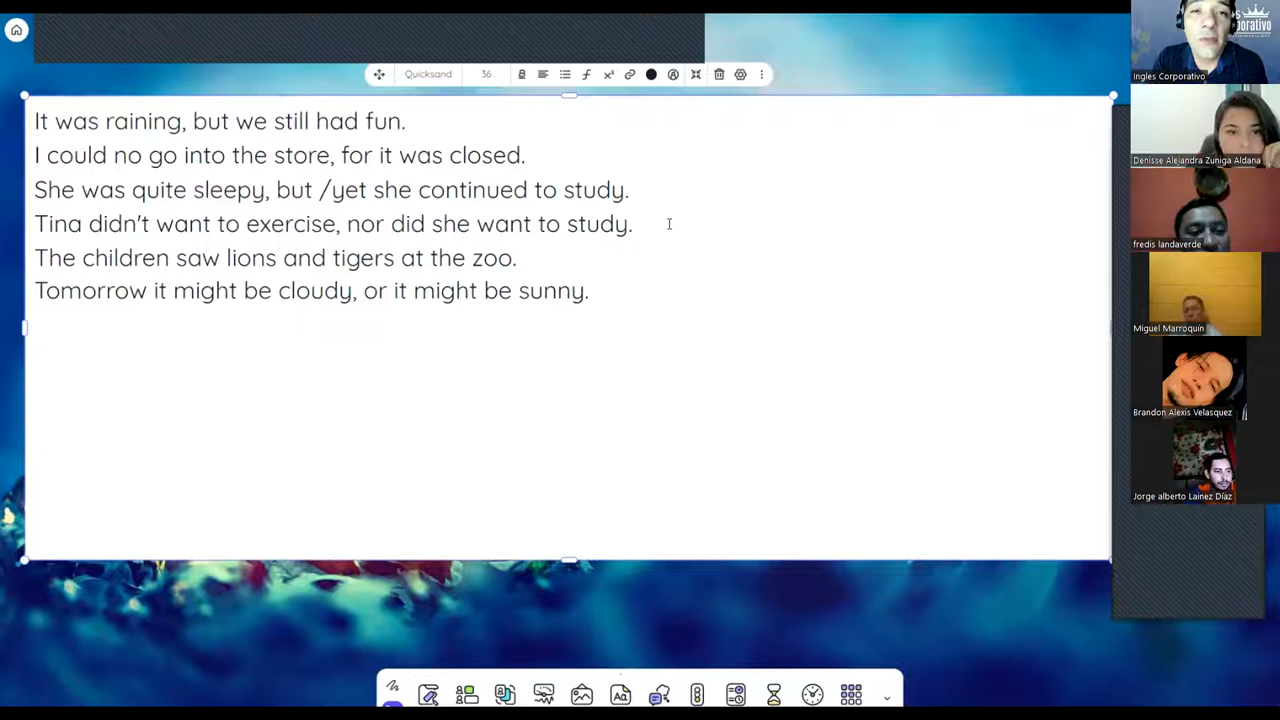 Quicksand 36
It was raining, but we still had fun.
I could no go into the store, for it was closed.
She was quite sleepy, but /yet she continued to study.
Tina didn't want to exercise, nor did she want to study.
The children saw lions and tigers at the zoo.
Tomorrow it might be cloudy, or it might be sunny.
Ingles Corporativo
Denisse Alejandra Zuniga Aldana
fredis landaverde
Miguel Marroquín
Brandon Alexis Velasquez
Jorge alberto Lainez Díaz